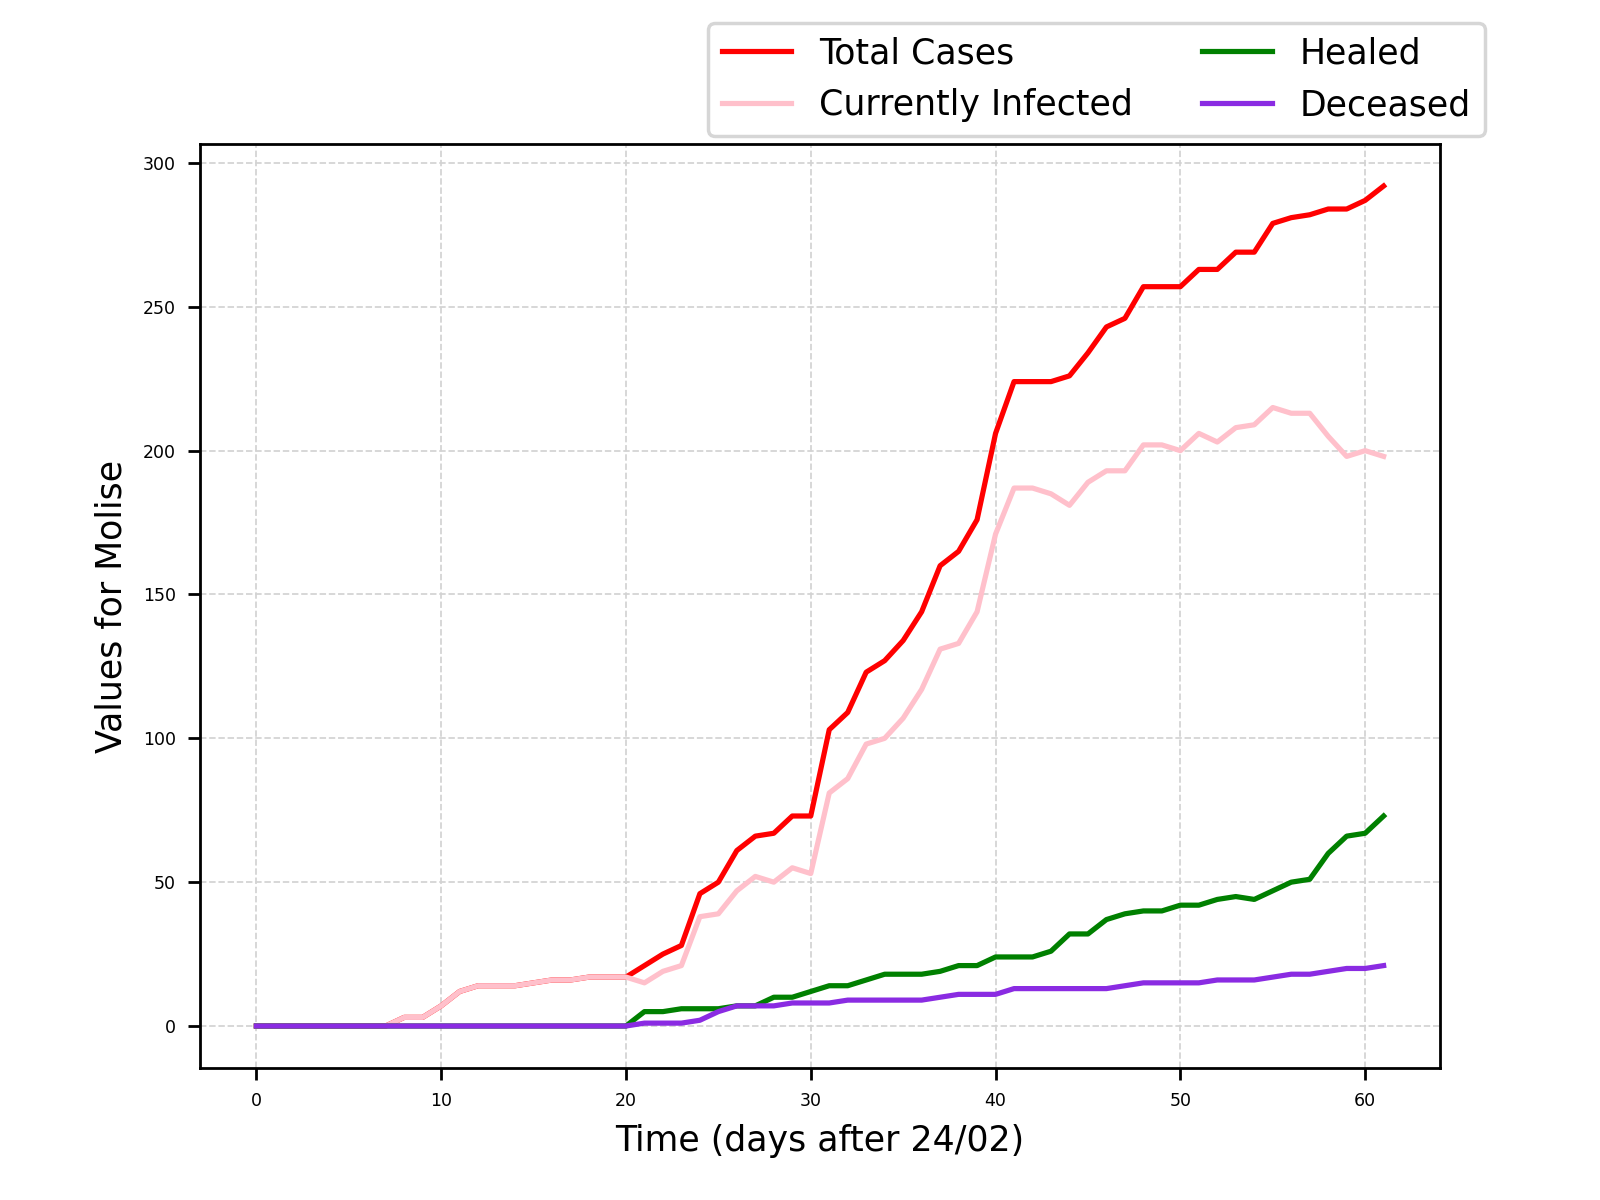 Total Cases
Currently Infected
Healed
Deceased
300
250
200
150
100
50
0
Values for Molise
0 10 20 30 40 50 60
Time (days after 24/02)